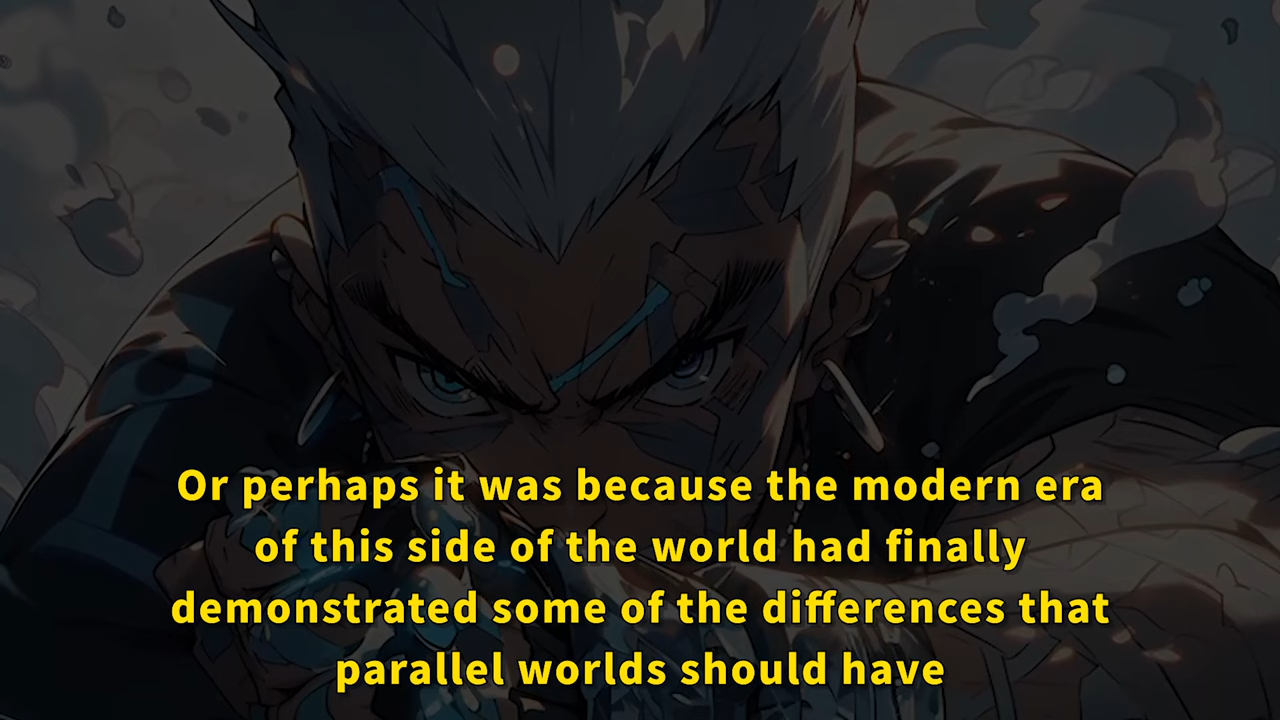 Or perhaps it was because the modern era
of this side of the world had finally
demonstrated some of the differences that
parallel worlds should have